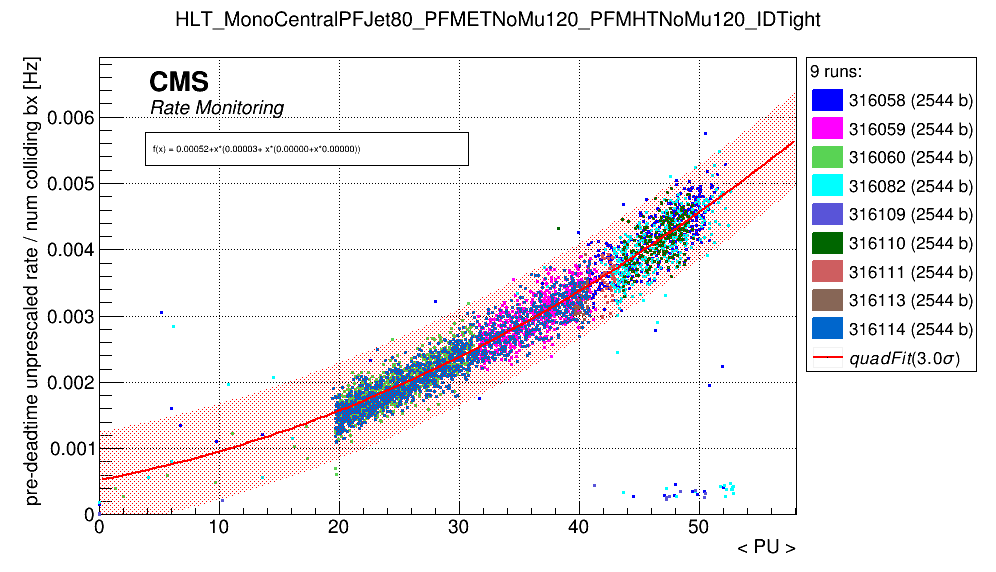 HLT_MonoCentralPFJet80_PFMETNoMu120_PFMHTNoMu120_IDTight
pre-deadtime unprescaled rate / num colliding bx [Hz]
CMS
Rate Monitoring
f(x) = 0.00052+x*(0.00003+ x*(0.00000+x*0.00000))
0.006
0.005
0.004
0.003
0.002
0.001
0
0 10 20 30 40 50
< PU >
9 runs:
316058 (2544 b)
316059 (2544 b)
316060 (2544 b)
316082 (2544 b)
316109 (2544 b)
316110 (2544 b)
316111 (2544 b)
316113 (2544 b)
316114 (2544 b)
quadFit(3.0σ)